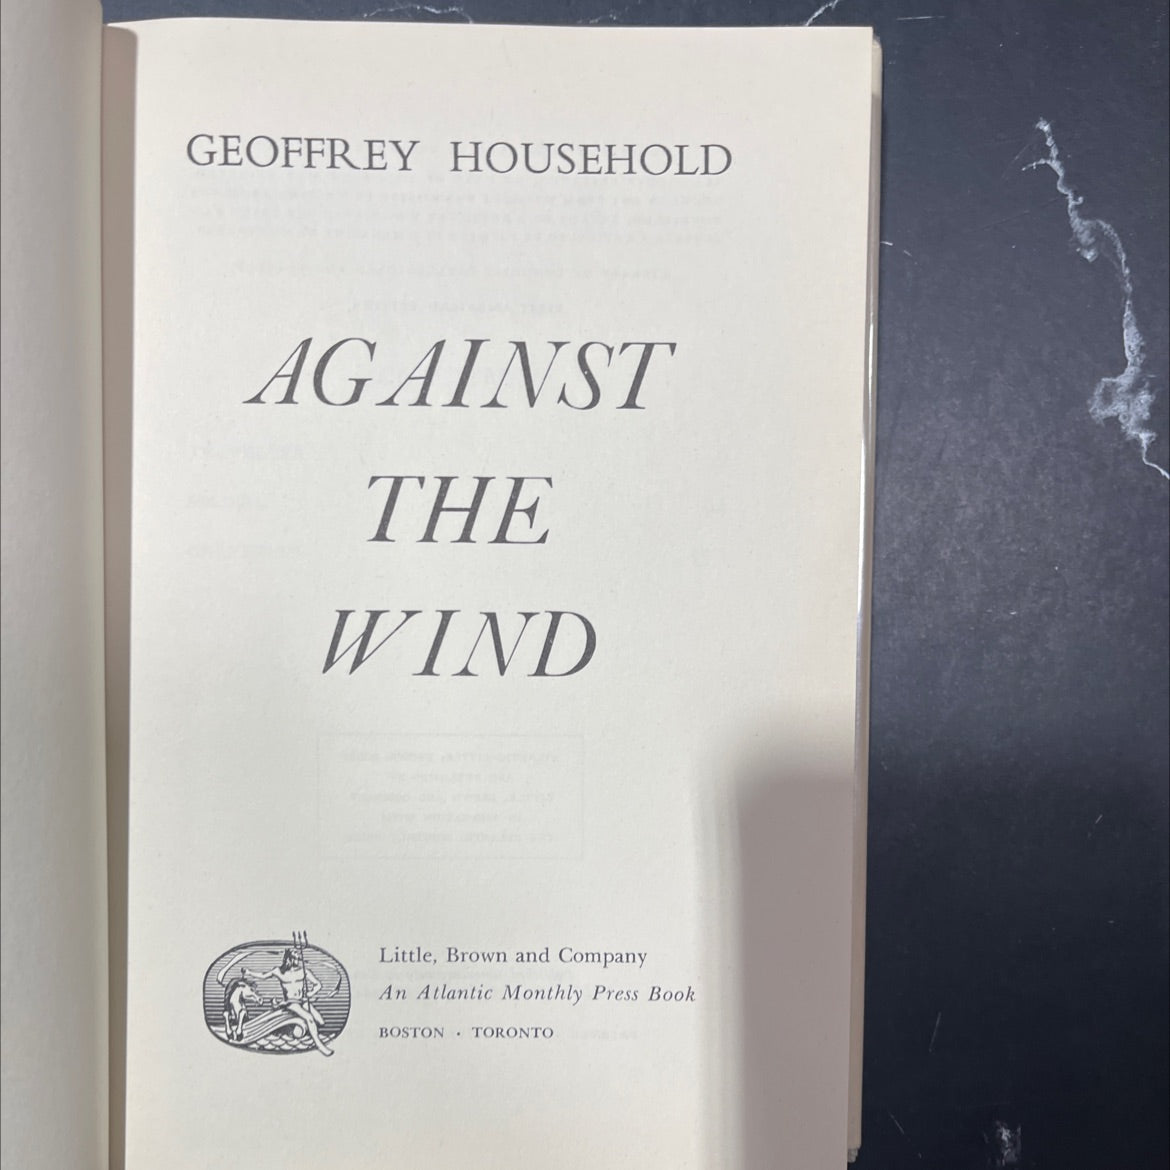 GEOFFREY HOUSEHOLD
AGAINST
THE
WIND
Little, Brown and Company
An Atlantic Monthly Press Book
BOSTON · TORONTO